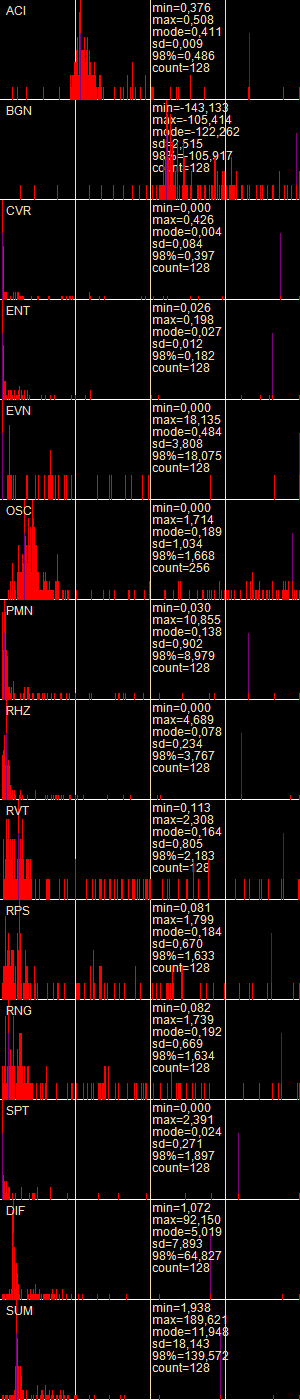 ACI
min=0,376
max=0,508
mode=0,411
sd=0,009
98%=0,486
count=128
BGN
min=-143,133
max=-105,414
mode=-122,262
sd=2,515
98%=-105,917
count=128
CVR
min=0,000
max=0,426
mode=0,004
sd=0,084
98%=0,397
count=128
ENT
min=0,026
max=0,198
mode=0,027
sd=0,012
98%=0,182
count=128
EVN
min=0,000
max=18,135
mode=0,484
sd=3,808
98%=18,075
count=128
OSC
min=0,000
max=1,714
mode=0,189
sd=1,034
98%=1,668
count=256
PMN
min=0,030
max=10,855
mode=0,138
sd=0,902
98%=8,979
count=128
RHZ
min=0,000
max=4,689
mode=0,078
sd=0,234
98%=3,767
count=128
RVT
min=0,113
max=2,308
mode=0,164
sd=0,805
98%=2,183
count=128
RPS
min=0,081
max=1,799
mode=0,184
sd=0,670
98%=1,633
count=128
RNG
min=0,082
max=1,739
mode=0,192
sd=0,669
98%=1,634
count=128
SPT
min=0,000
max=2,391
mode=0,024
sd=0,271
98%=1,897
count=128
DIF
min=1,072
max=92,150
mode=5,019
sd=7,893
98%=64,827
count=128
SUM
min=1,938
max=189,621
mode=11,948
sd=18,143
98%=139,572
count=128